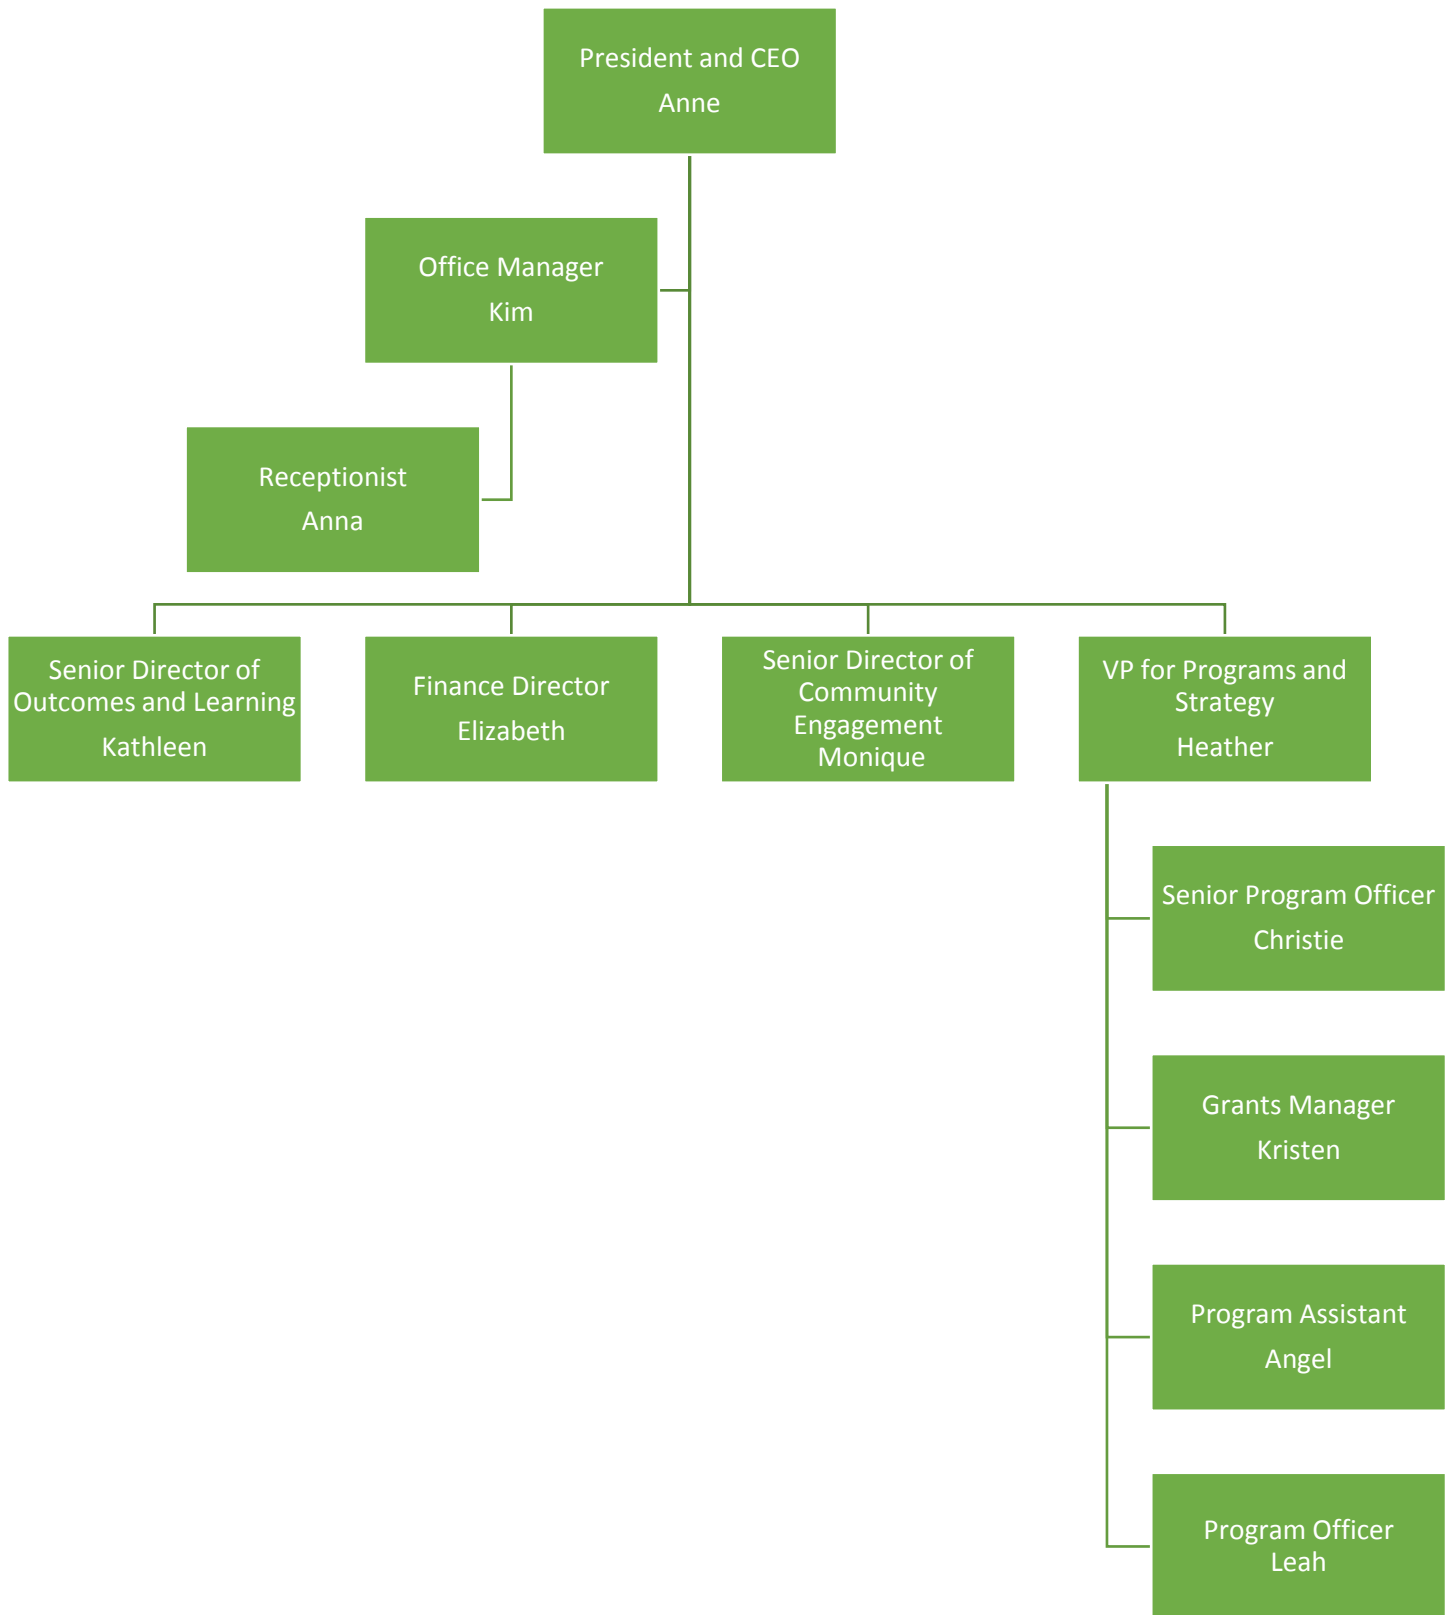 President and CEO
Anne
Office Manager
Kim
Receptionist
Anna
Senior Director of
Outcomes and Learning
Kathleen
Finance Director
Elizabeth
Senior Director of
Community
Engagement
Monique
VP for Programs and
Strategy
Heather
Senior Program Officer
Christie
Grants Manager
Kristen
Program Assistant
Angel
Program Officer
Leah